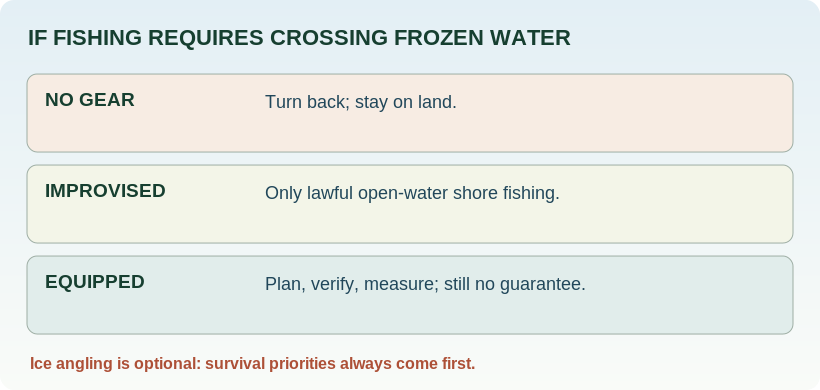 IF FISHING REQUIRES CROSSING FROZEN WATER
NO GEAR
Turn back; stay on land.
IMPROVISED
Only lawful open-water shore fishing.
EQUIPPED
Plan, verify, measure; still no guarantee.
Ice angling is optional: survival priorities always come first.